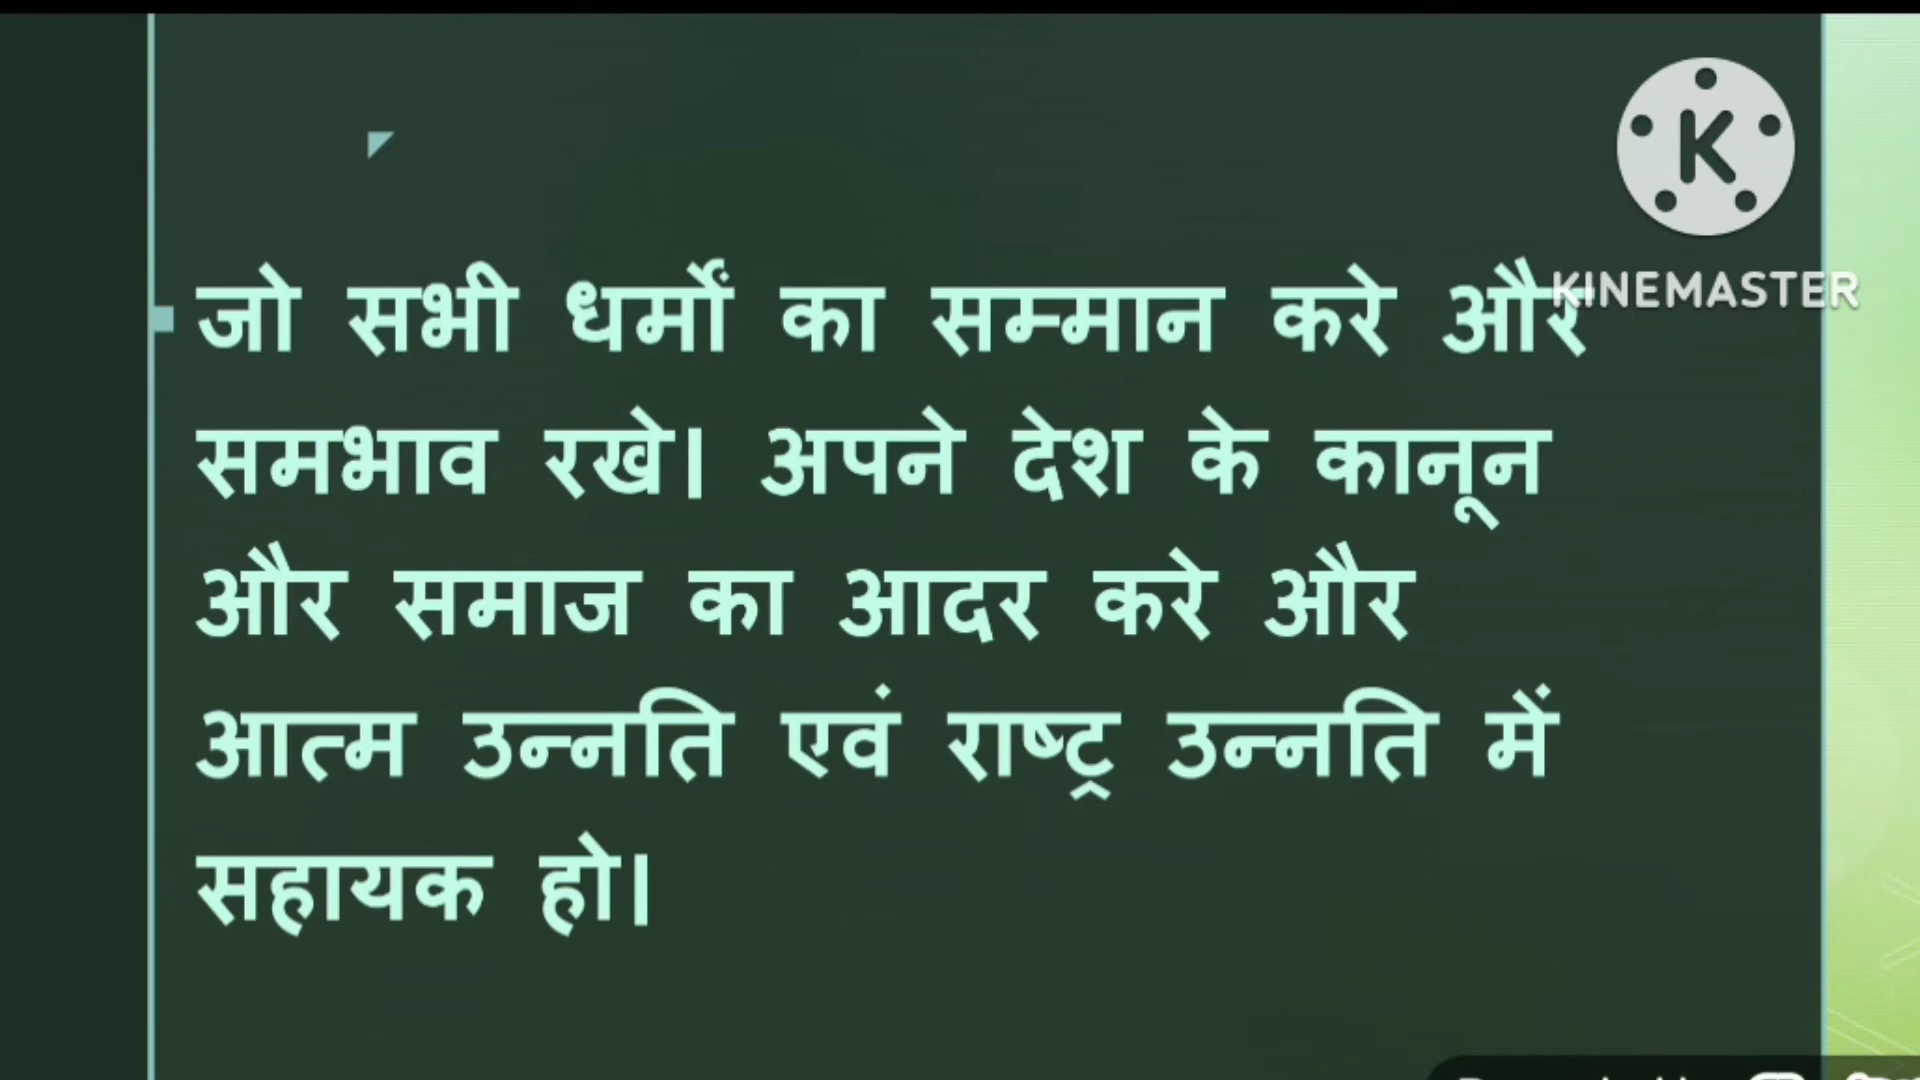 KINEMASTER
जो सभी धर्मों का सम्मान करे और
समभाव रखे। अपने देश के कानून
और समाज का आदर करे और
आत्म उन्नति एवं राष्ट्र उन्नति में
सहायक हो।